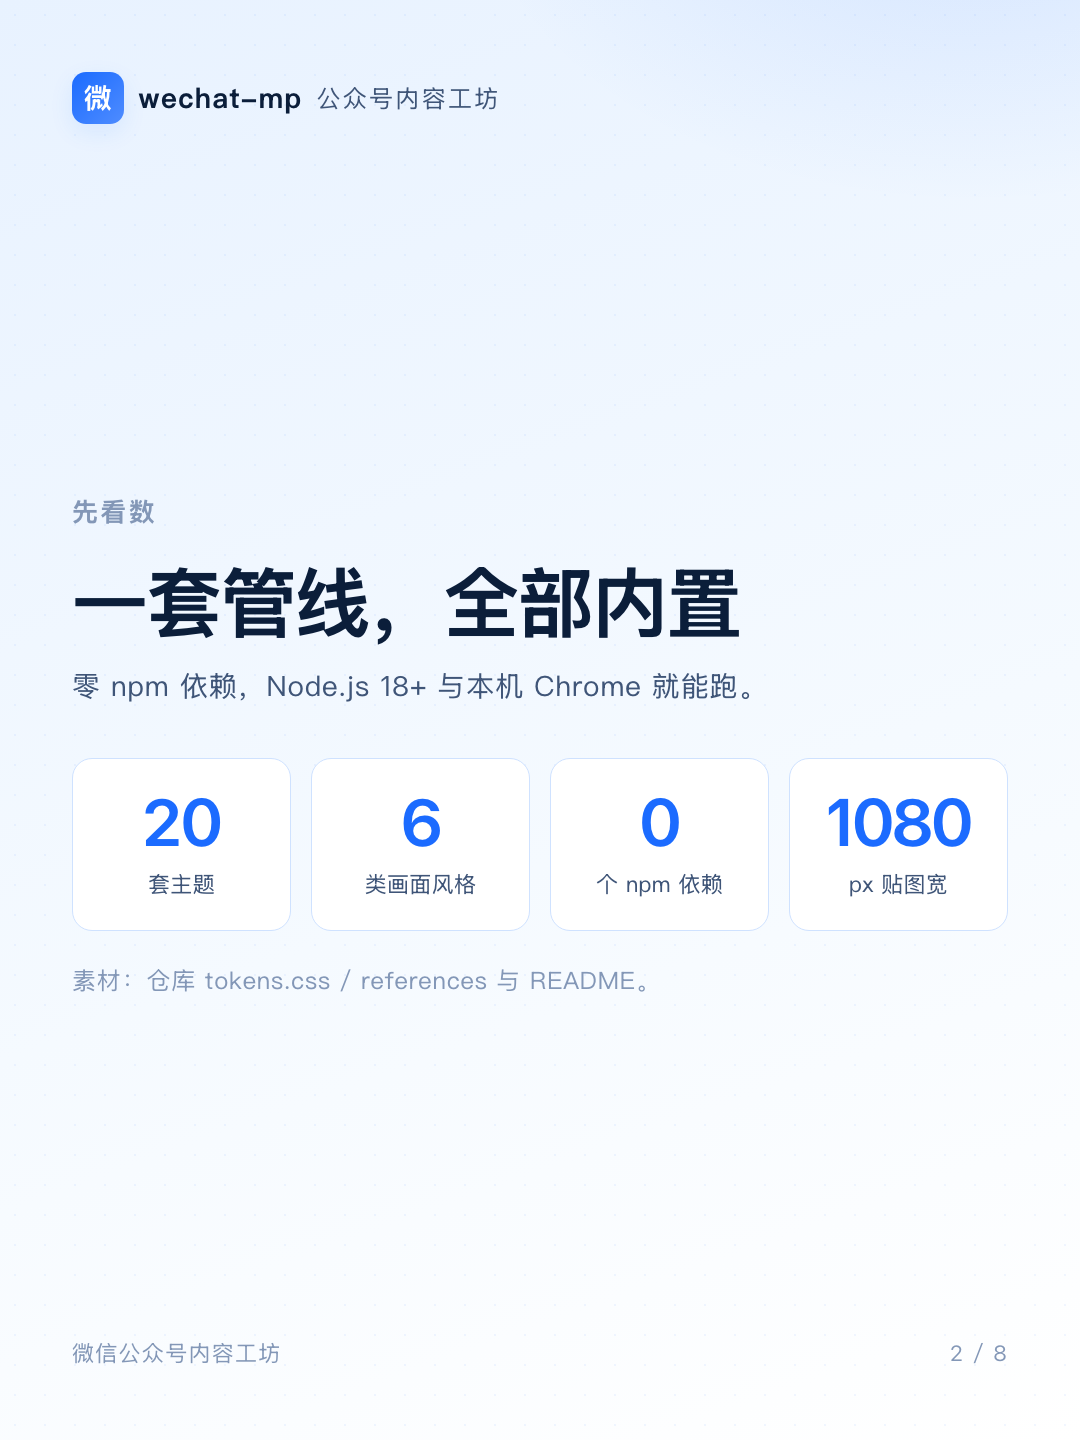 微 wechat-mp 公众号内容工坊
先看数
一套管线，全部内置
零 npm 依赖，Node.js 18+ 与本机 Chrome 就能跑。
20 6 0 1080
套主题 类画面风格 个 npm 依赖 px 贴图宽
素材：仓库 tokens.css / references 与 README。
微信公众号内容工坊 2 / 8